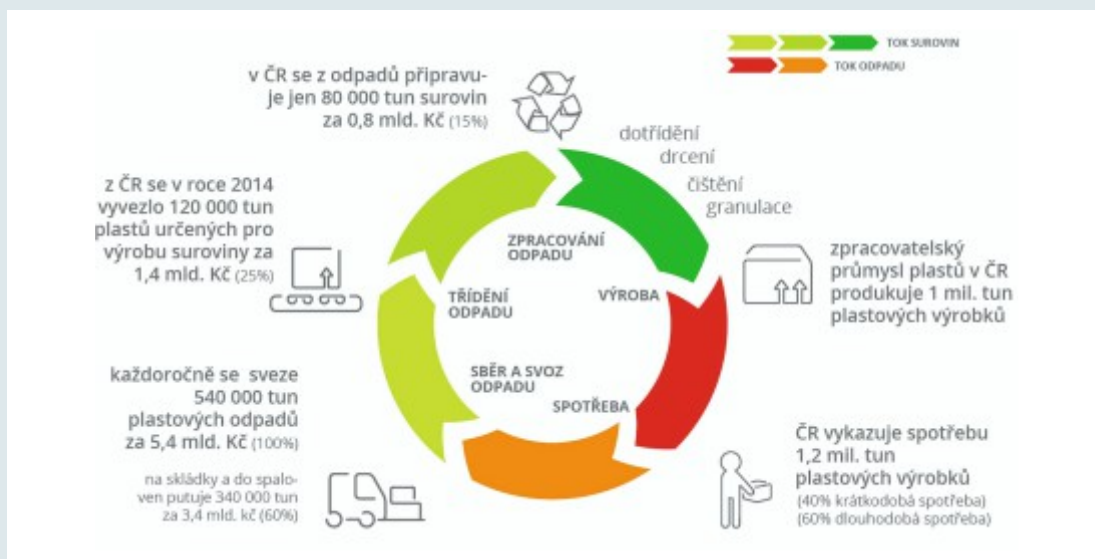 TOK SUROVIN
TOK ODPADU
v ČR se z odpadů připravu-
je jen 80 000 tun surovin
za 0,8 mld. Kč (15%)
dotřídění
drcení
čištění
granulace
z ČR se v roce 2014
vyvezlo 120 000 tun
plastů určených pro
výrobu suroviny za
1,4 mld. Kč (25%)
ZPRACOVÁNÍ
ODPADU
TŘÍDĚNÍ
ODPADU
VÝROBA
zpracovatelský
průmysl plastů v ČR
produkuje 1 mil. tun
plastových výrobků
SBĚR A SVOZ
ODPADU
SPOTŘEBA
každoročně se sveze
540 000 tun
plastových odpadů
za 5,4 mld. Kč (100%)
na skládky a do spalo-
ven putuje 340 000 tun
za 3,4 mld. kč (60%)
ČR vykazuje spotřebu
1,2 mil. tun
plastových výrobků
(40% krátkodobá spotřeba)
(60% dlouhodobá spotřeba)